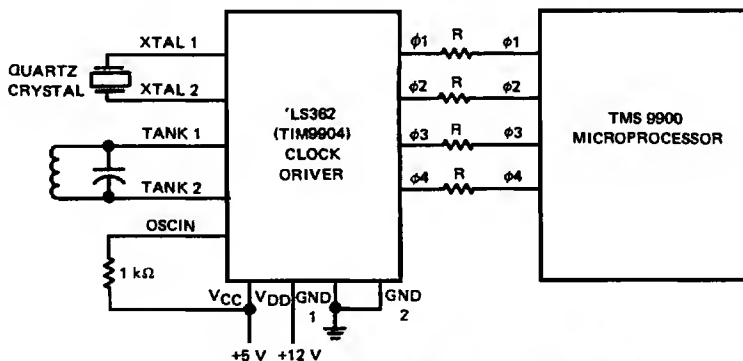 XTAL 1
QUARTZ
CRYSTAL
XTAL 2
TANK 1
TANK 2
OSCIN
1 kΩ
'LS362
(TIM9904)
CLOCK
ORIVER
VCC
VDD
GND
1
GND
2
+5 V
+12 V
ϕ1 R ϕ1
ϕ2 R ϕ2
ϕ3 R ϕ3
ϕ4 R ϕ4
TMS 9900
MICROPROCESSOR